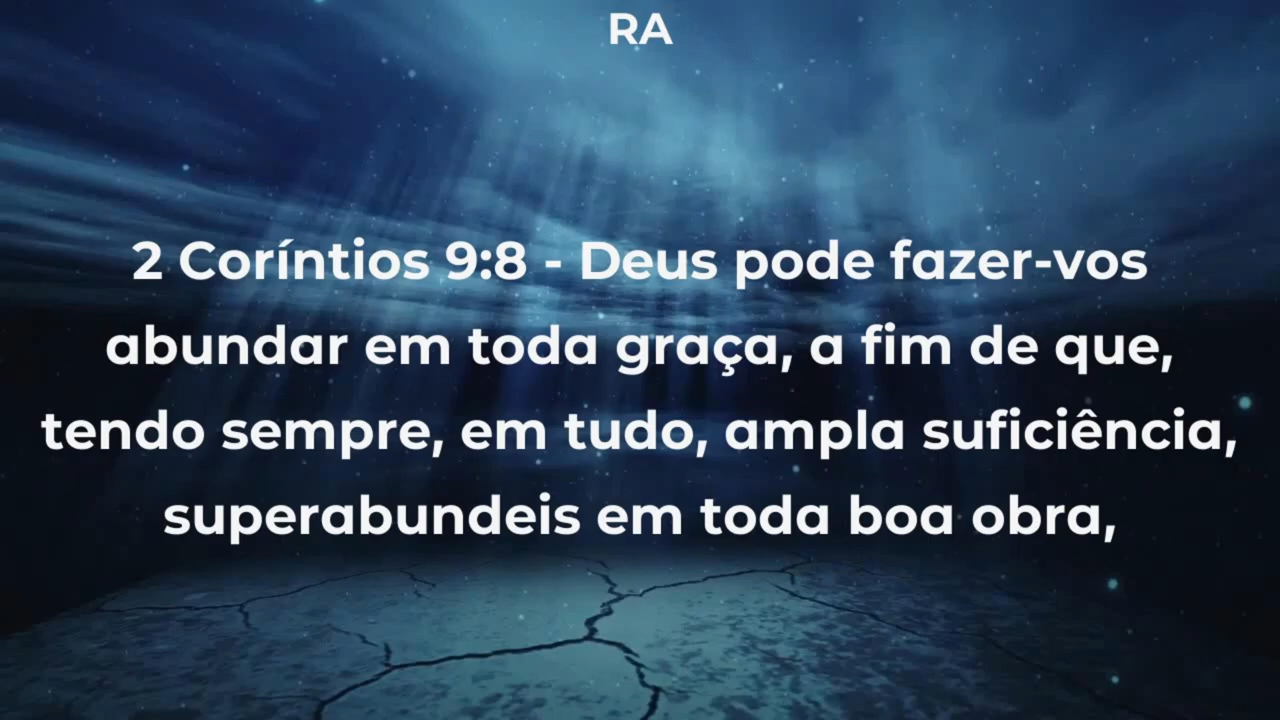 RA
2 Coríntios 9:8 - Deus pode fazer-vos
abundar em toda graça, a fim de que,
tendo sempre, em tudo, ampla suficiência,
superabundeis em toda boa obra,